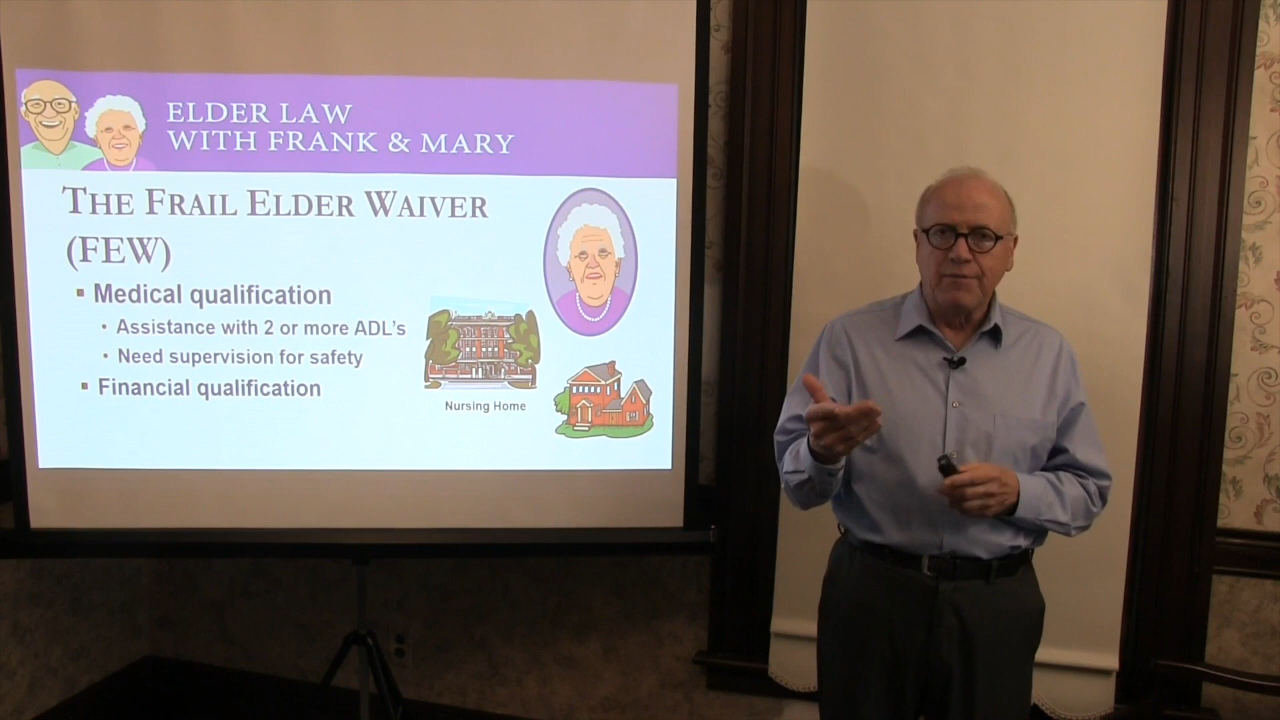 ELDER LAW
WITH FRANK & MARY
THE FRAIL ELDER WAIVER
(FEW)
▪ Medical qualification
• Assistance with 2 or more ADL's
• Need supervision for safety
▪ Financial qualification
Nursing Home